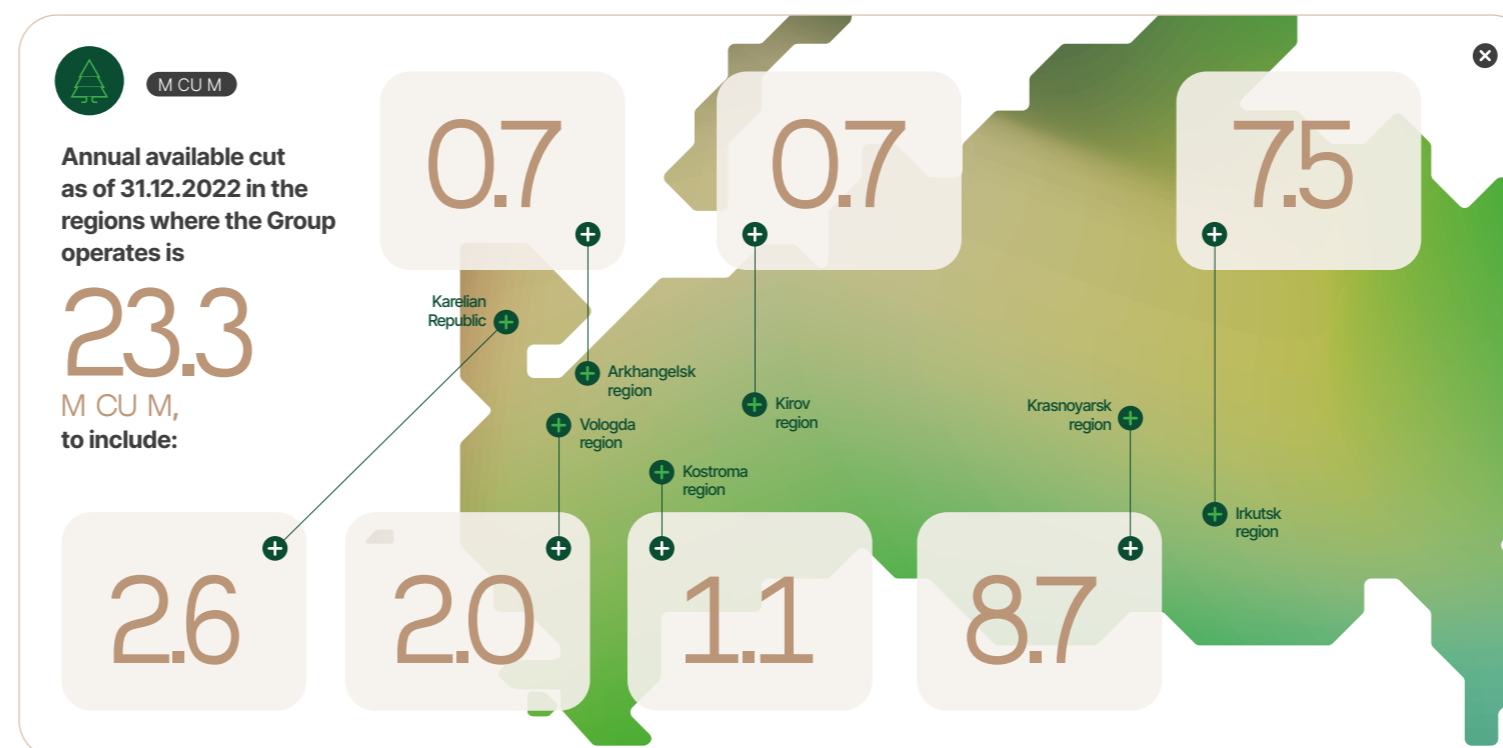 M CU M
Annual available cut
as of 31.12.2022 in the
regions where the Group
operates is
23.3
M CU M,
to include:
0.7
0.7
7.5
Karelian
Republic
Arkhangelsk
region
Vologda
region
Kirov
region
Kostroma
region
Krasnoyarsk
region
Irkutsk
region
2.6
2.0
1.1
8.7